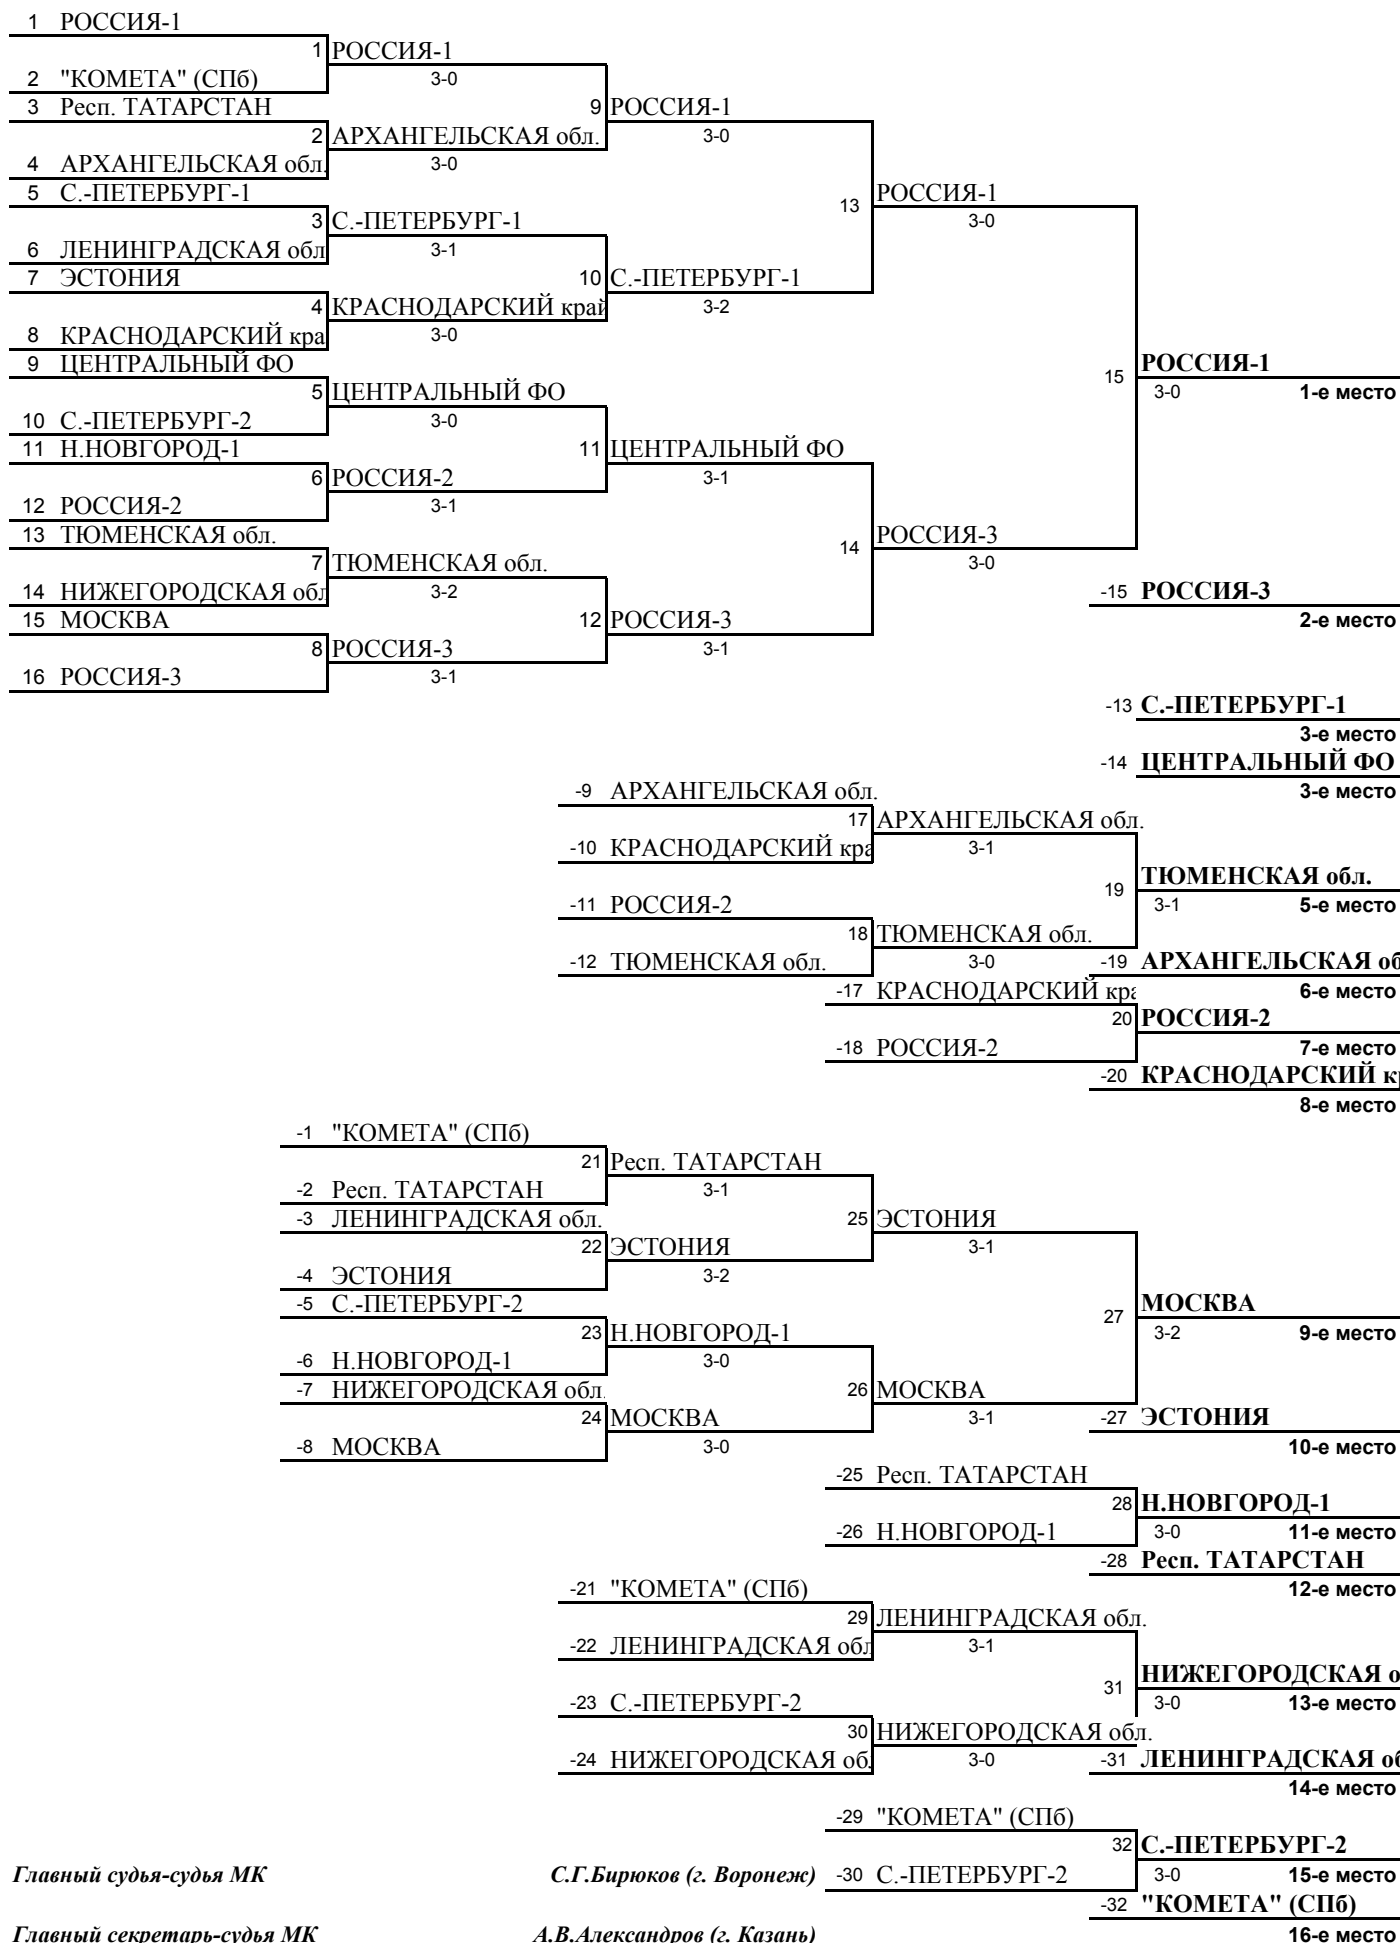 1 РОССИЯ-1
1 РОССИЯ-1
2 "КОМЕТА" (СПб) 3-0
3 Респ. ТАТАРСТАН 9 РОССИЯ-1
2 АРХАНГЕЛЬСКАЯ обл. 3-0
4 АРХАНГЕЛЬСКАЯ обл. 3-0
5 С.-ПЕТЕРБУРГ-1 13 РОССИЯ-1
3 С.-ПЕТЕРБУРГ-1 3-0
6 ЛЕНИНГРАДСКАЯ обл 3-1
7 ЭСТОНИЯ 10 С.-ПЕТЕРБУРГ-1
4 КРАСНОДАРСКИЙ край 3-2
8 КРАСНОДАРСКИЙ кра 3-0
9 ЦЕНТРАЛЬНЫЙ ФО 15 РОССИЯ-1
5 ЦЕНТРАЛЬНЫЙ ФО 3-0 1-е место
10 С.-ПЕТЕРБУРГ-2 3-0
11 Н.НОВГОРОД-1 11 ЦЕНТРАЛЬНЫЙ ФО
6 РОССИЯ-2 3-1
12 РОССИЯ-2 3-1
13 ТЮМЕНСКАЯ обл. 14 РОССИЯ-3
7 ТЮМЕНСКАЯ обл. 3-0
14 НИЖЕГОРОДСКАЯ обл 3-2 -15 РОССИЯ-3
15 МОСКВА 12 РОССИЯ-3 2-е место
8 РОССИЯ-3 3-1
16 РОССИЯ-3 3-1
-13 С.-ПЕТЕРБУРГ-1
3-е место
-14 ЦЕНТРАЛЬНЫЙ ФО
-9 АРХАНГЕЛЬСКАЯ обл. 3-е место
17 АРХАНГЕЛЬСКАЯ обл.
-10 КРАСНОДАРСКИЙ кра 3-1
19 ТЮМЕНСКАЯ обл.
-11 РОССИЯ-2 3-1 5-е место
18 ТЮМЕНСКАЯ обл.
-12 ТЮМЕНСКАЯ обл. 3-0 -19 АРХАНГЕЛЬСКАЯ об
-17 КРАСНОДАРСКИЙ кра 6-е место
20 РОССИЯ-2
-18 РОССИЯ-2 7-е место
-20 КРАСНОДАРСКИЙ к
8-е место
-1 "КОМЕТА" (СПб)
21 Респ. ТАТАРСТАН
-2 Респ. ТАТАРСТАН 3-1
-3 ЛЕНИНГРАДСКАЯ обл. 25 ЭСТОНИЯ
22 ЭСТОНИЯ 3-1
-4 ЭСТОНИЯ 3-2
-5 С.-ПЕТЕРБУРГ-2 27 МОСКВА
23 Н.НОВГОРОД-1 3-2 9-е место
-6 Н.НОВГОРОД-1 3-0
-7 НИЖЕГОРОДСКАЯ обл. 26 МОСКВА
24 МОСКВА 3-1 -27 ЭСТОНИЯ
-8 МОСКВА 3-0 10-е место
-25 Респ. ТАТАРСТАН
28 Н.НОВГОРОД-1
-26 Н.НОВГОРОД-1 3-0 11-е место
-28 Респ. ТАТАРСТАН
-21 "КОМЕТА" (СПб) 12-е место
29 ЛЕНИНГРАДСКАЯ обл.
-22 ЛЕНИНГРАДСКАЯ обл 3-1
31 НИЖЕГОРОДСКАЯ о
-23 С.-ПЕТЕРБУРГ-2 3-0 13-е место
30 НИЖЕГОРОДСКАЯ обл.
-24 НИЖЕГОРОДСКАЯ об 3-0 -31 ЛЕНИНГРАДСКАЯ об
14-е место
-29 "КОМЕТА" (СПб)
32 С.-ПЕТЕРБУРГ-2
Главный судья-судья МК С.Г.Бирюков (г. Воронеж) -30 С.-ПЕТЕРБУРГ-2 3-0 15-е место
-32 "КОМЕТА" (СПб)
Главный секретарь-судья МК А.В.Александров (г. Казань) 16-е место